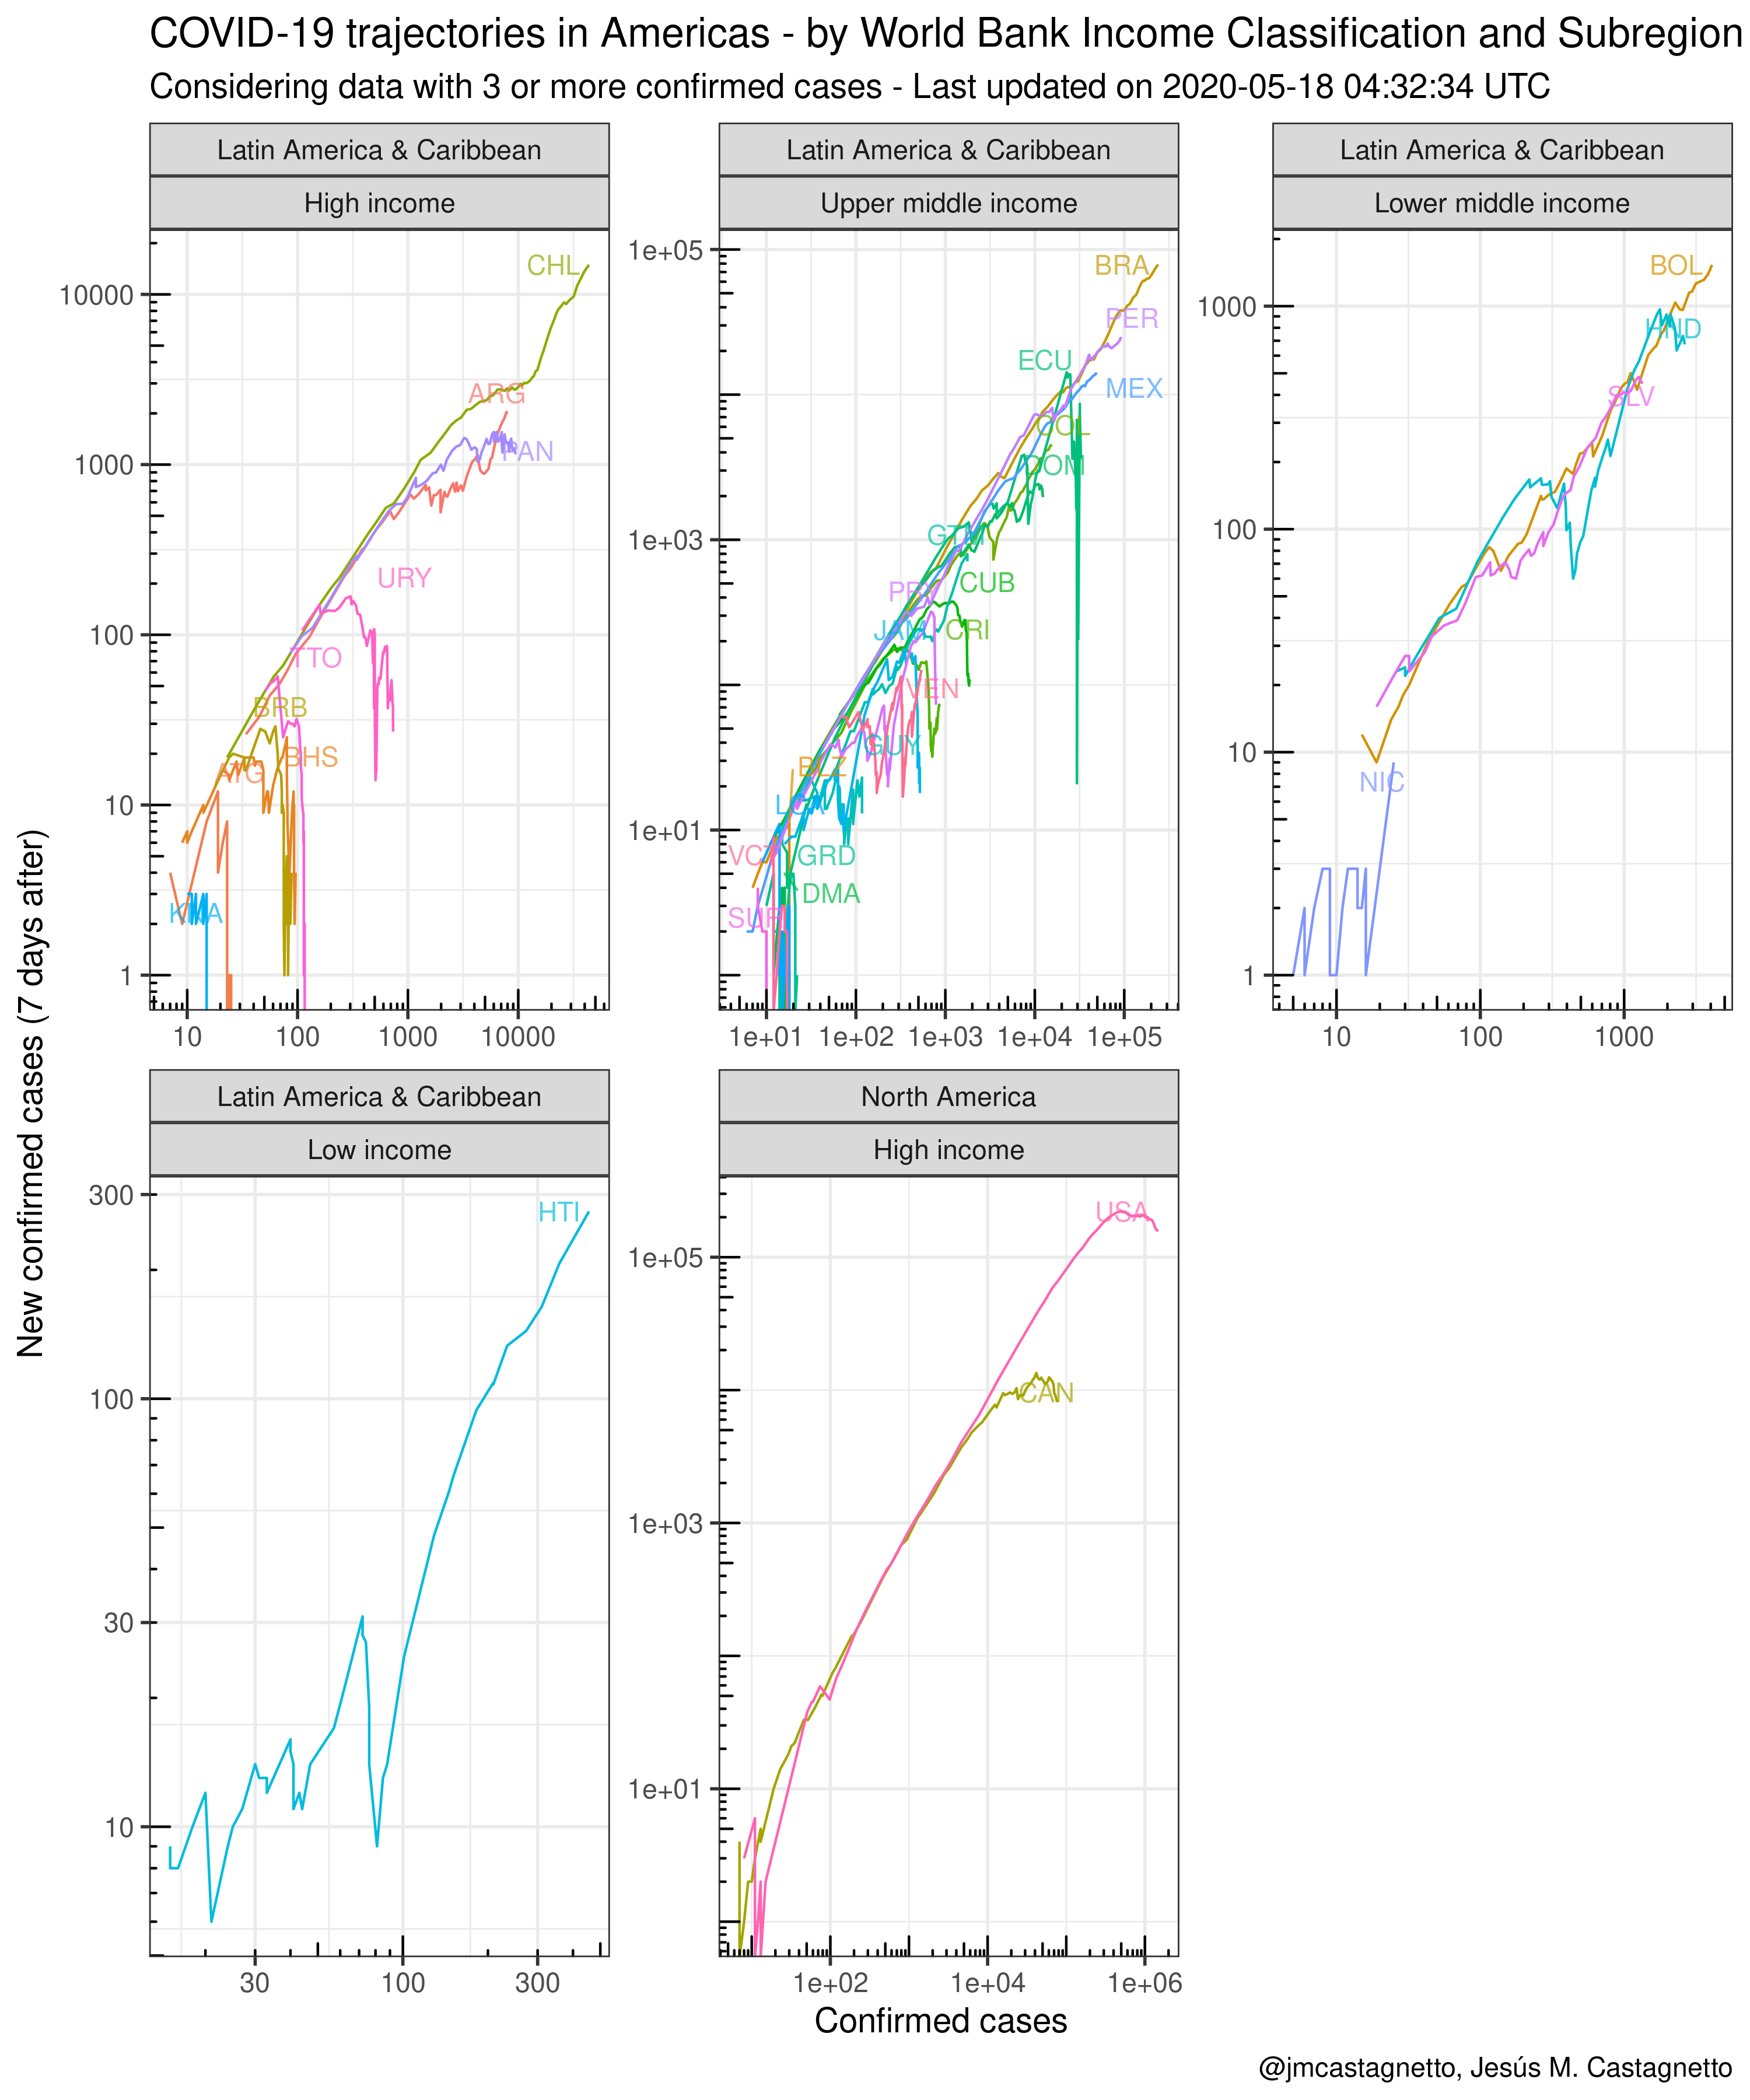 COVID-19 trajectories in Americas - by World Bank Income Classification and Subregion
Considering data with 3 or more confirmed cases - Last updated on 2020-05-18 04:32:34 UTC
Latin America & Caribbean
High income
CHL
ARG
PAN
URY
TTO
BRB
BHS
ATG
KNA
10000
1000
100
10
1
10 100 1000 10000
Latin America & Caribbean
Upper middle income
BRA
PER
ECU
MEX
COL
DOM
GTM
CUB
PRY
JAM
CRI
VEN
GUY
BLZ
LCA
VCT
GRD
DMA
SUR
1e+05
1e+03
1e+01
1e+01 1e+02 1e+03 1e+04 1e+05
Latin America & Caribbean
Lower middle income
BOL
HND
SLV
NIC
1000
100
10
1
10 100 1000
Latin America & Caribbean
Low income
HTI
300
100
30
10
30 100 300
North America
High income
USA
CAN
1e+05
1e+03
1e+01
1e+02 1e+04 1e+06
New confirmed cases (7 days after)
Confirmed cases
@jmcastagnetto, Jesús M. Castagnetto